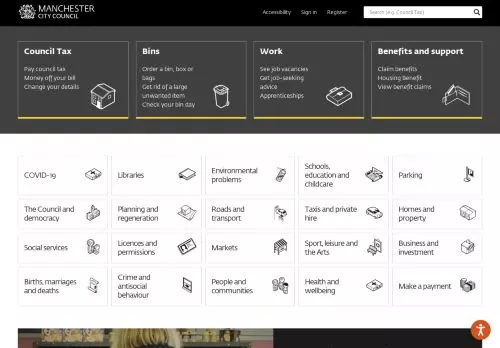 MANCHESTER
CITY COUNCIL
Accessibility Sign in Register
Search (e.g. Council Tax)
Council Tax
Pay council tax
Money off your bill
Change your details
Bins
Order a bin, box or
bags
Get rid of a large
unwanted item
Check your bin day
Work
See job vacancies
Get job-seeking
advice
Apprenticeships
Benefits and support
Claim benefits
Housing Benefit
View benefit claims
COVID-19
Libraries
Environmental
problems
Schools,
education and
childcare
Parking
The Council and
democracy
Planning and
regeneration
Roads and
transport
Taxis and private
hire
Homes and
property
Social services
Licences and
permissions
Markets
Sport, leisure and
the Arts
Business and
investment
Births, marriages
and deaths
Crime and
antisocial
behaviour
People and
communities
Health and
wellbeing
Make a payment